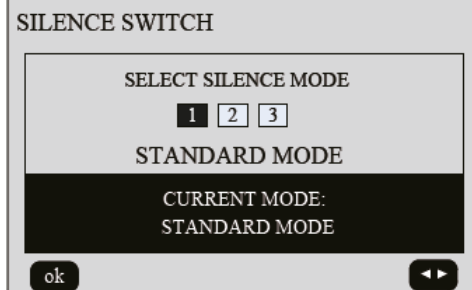 SILENCE SWITCH
SELECT SILENCE MODE
1 2 3
STANDARD MODE
CURRENT MODE:
STANDARD MODE
ok